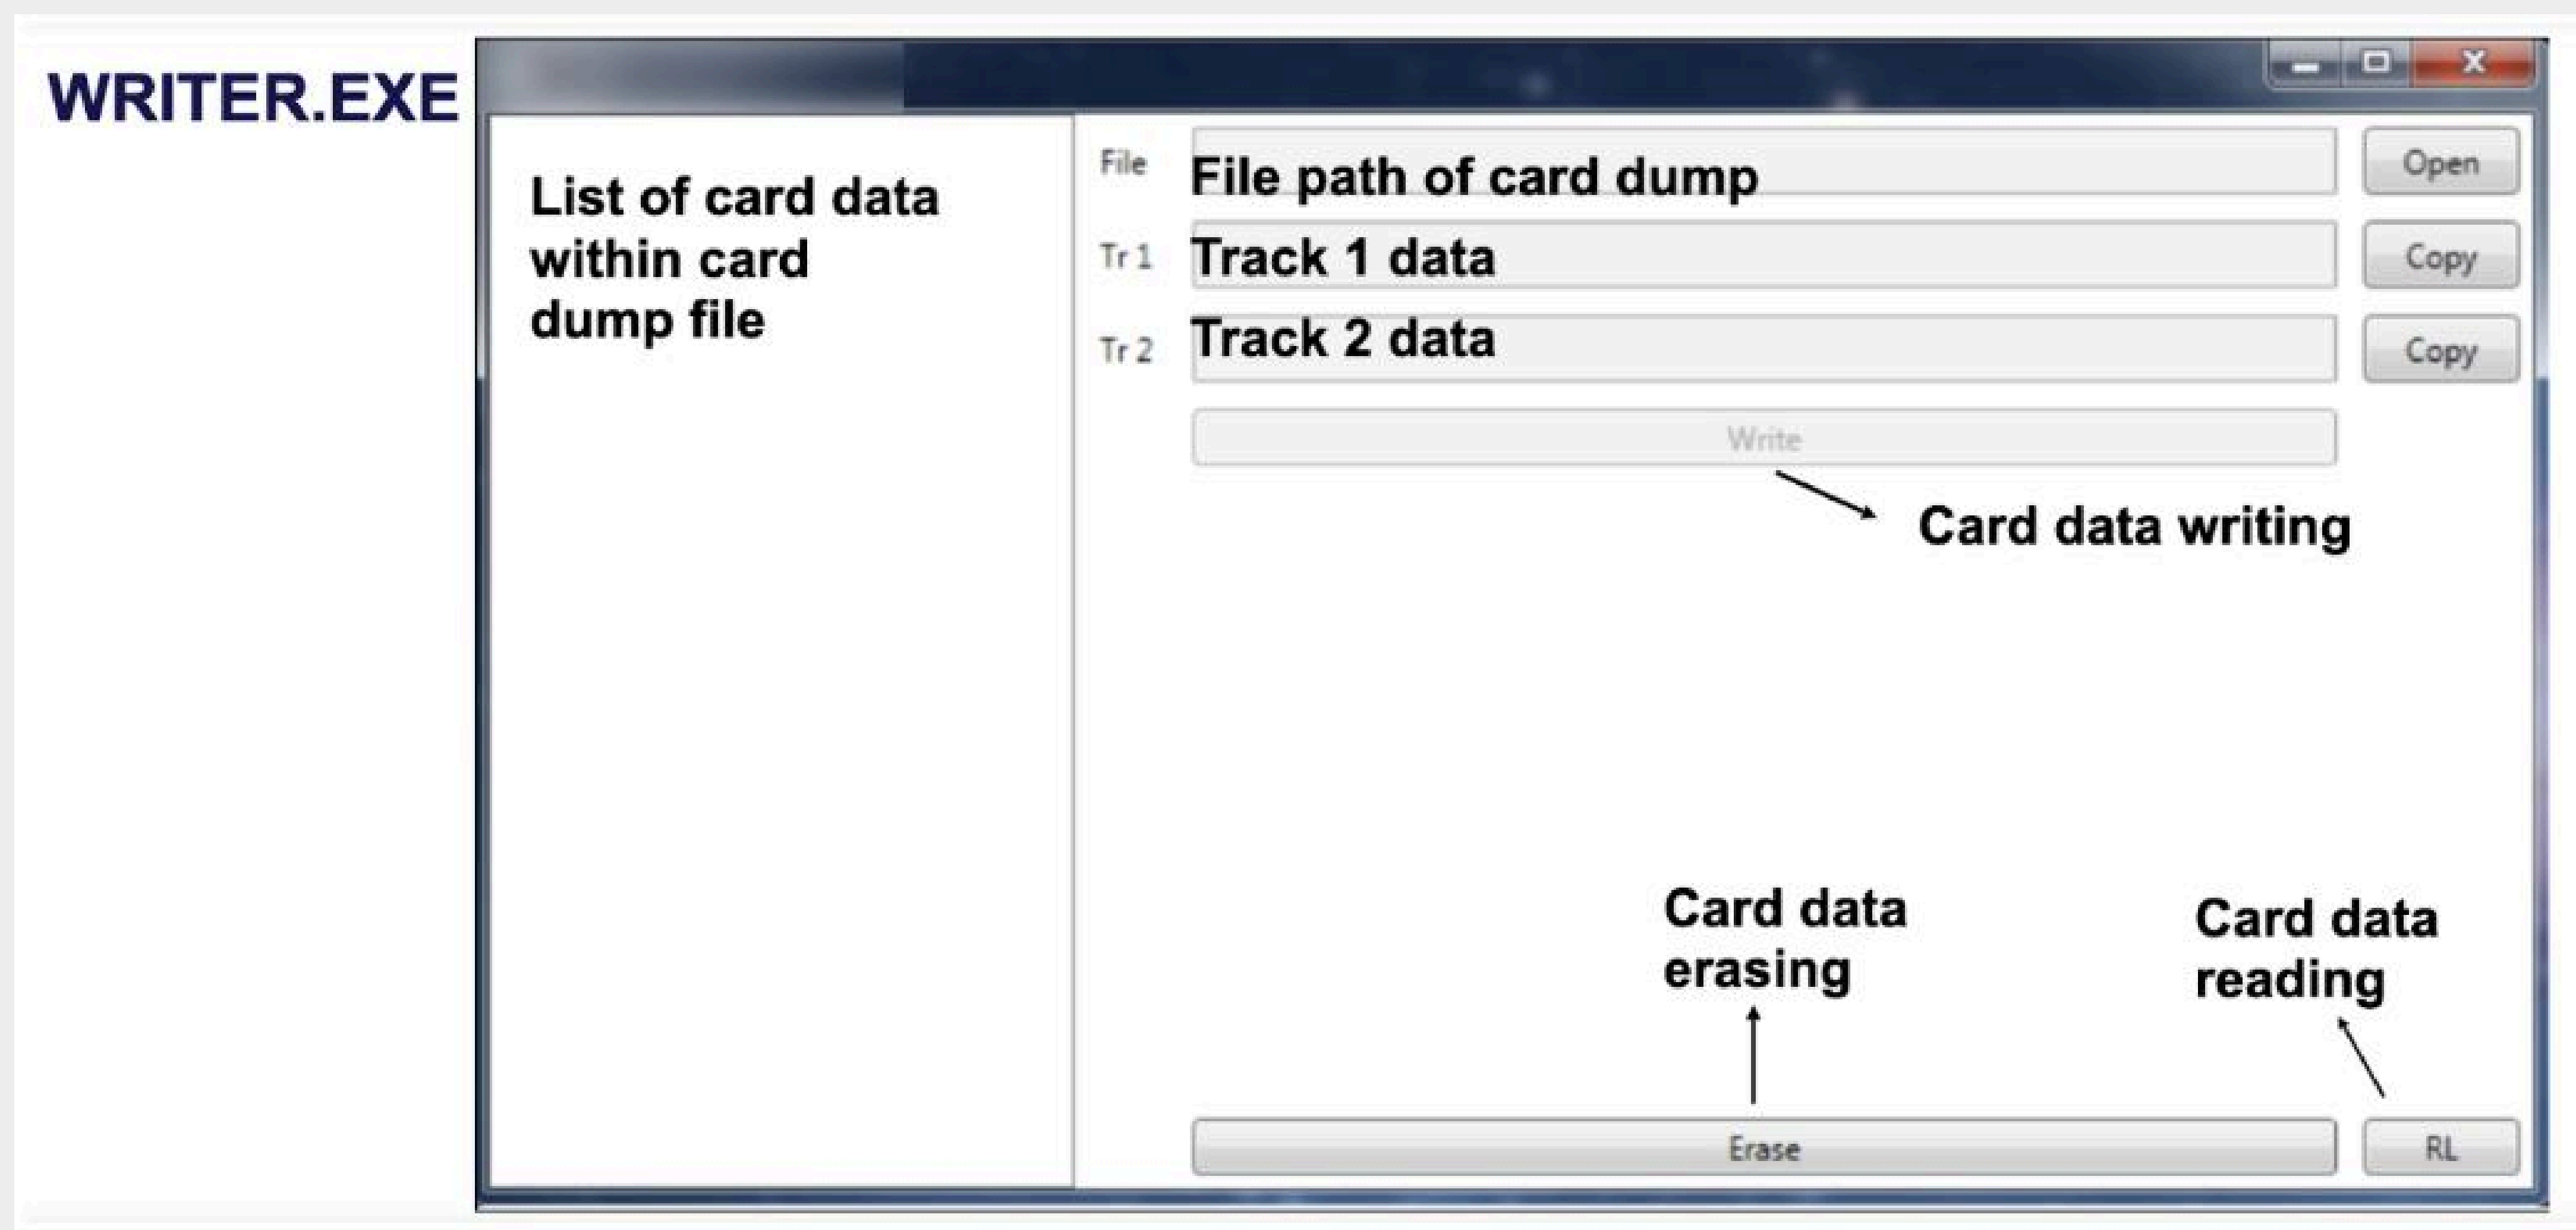 WRITER.EXE
List of card data
within card
dump file
File
File path of card dump
Open
Tr 1
Track 1 data
Copy
Tr 2
Track 2 data
Copy
Write
Card data writing
Card data
erasing
Card data
reading
Erase
RL